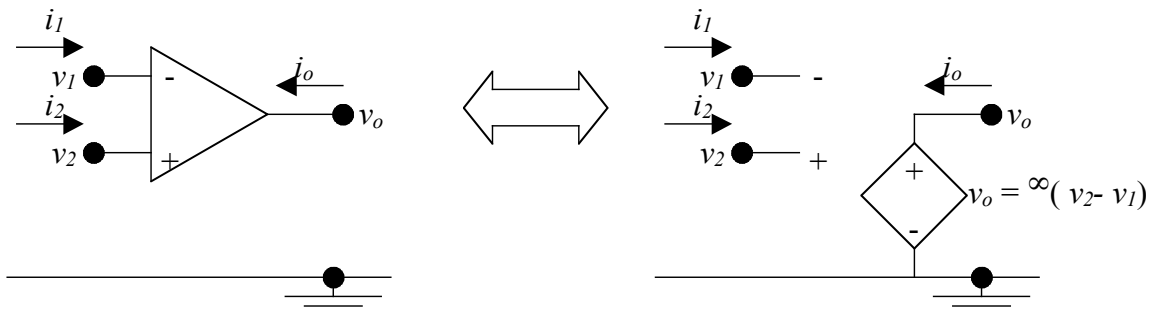 i1
v1
-
i2
v2
+
io
vo
i1
v1
-
i2
v2
+
io
vo
+
-
vo = ∞( v2- v1)